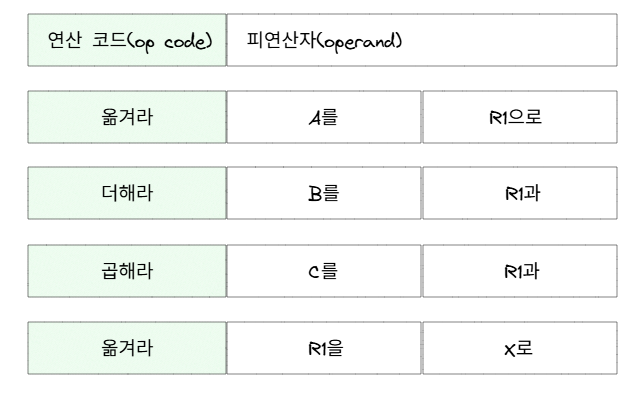 연산 코드(op code) 피연산자(operand)
옮겨라 A를 R1으로
더해라 B를 R1과
곱해라 C를 R1과
옮겨라 R1을 X로